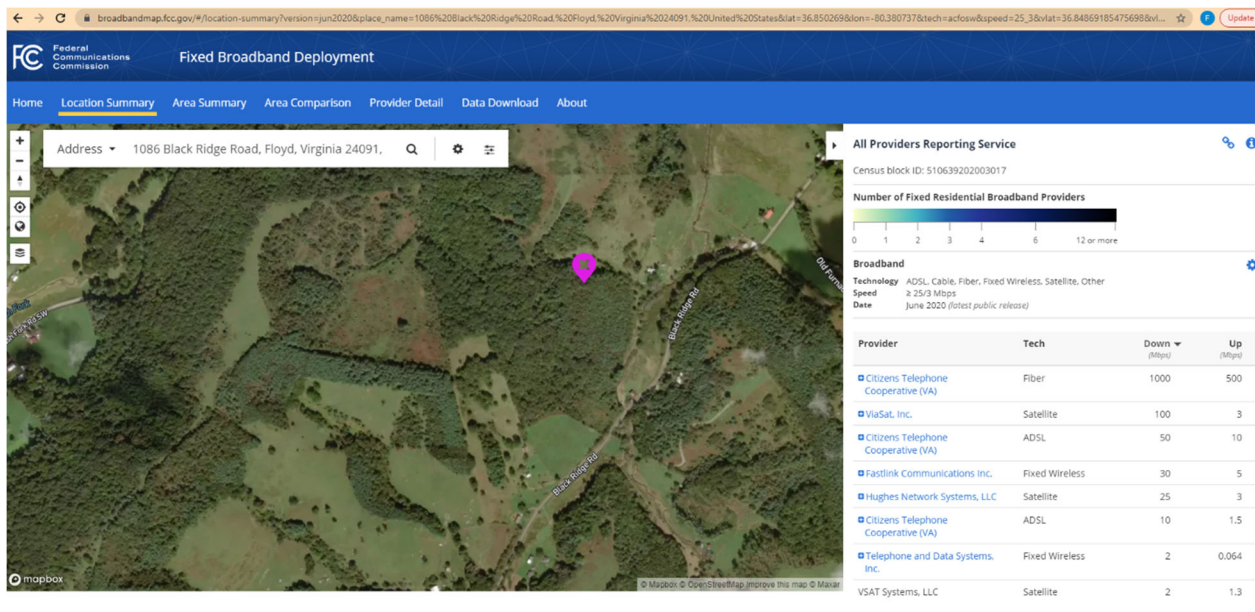 broadbandmap.fcc.gov/#/location-summary?version=jun2020&place_name=1086%20Black%20Ridge%20Road,%20Floyd,%20Virginia%2024091,%20United%20States&lat=36.850269&lon=-80.380737&tech=acfosw&speed=25_3&vlat=36.84869185475698&vl...
F
Update
FCC
Federal
Communications
Commission
Fixed Broadband Deployment
Home Location Summary Area Summary Area Comparison Provider Detail Data Download About
Address
1086 Black Ridge Road, Floyd, Virginia 24091,
Black Ridge Rd
Black Ridge Rd
mapbox
© Mapbox © OpenStreetMap Improve this map © Maxar
All Providers Reporting Service
Census block ID: 510639202003017
Number of Fixed Residential Broadband Providers
0 1 2 3 4 6 12 or more
Broadband
Technology ADSL, Cable, Fiber, Fixed Wireless, Satellite, Other
Speed ≥ 25/3 Mbps
Date June 2020 (latest public release)
Provider Tech Down Up
(Mbps) (Mbps)
Citizens Telephone Fiber 1000 500
Cooperative (VA)
ViaSat, Inc. Satellite 100 3
Citizens Telephone ADSL 50 10
Cooperative (VA)
Fastlink Communications Inc. Fixed Wireless 30 5
Hughes Network Systems, LLC Satellite 25 3
Citizens Telephone ADSL 10 1.5
Cooperative (VA)
Telephone and Data Systems, Fixed Wireless 2 0.064
Inc.
VSAT Systems, LLC Satellite 2 1.3